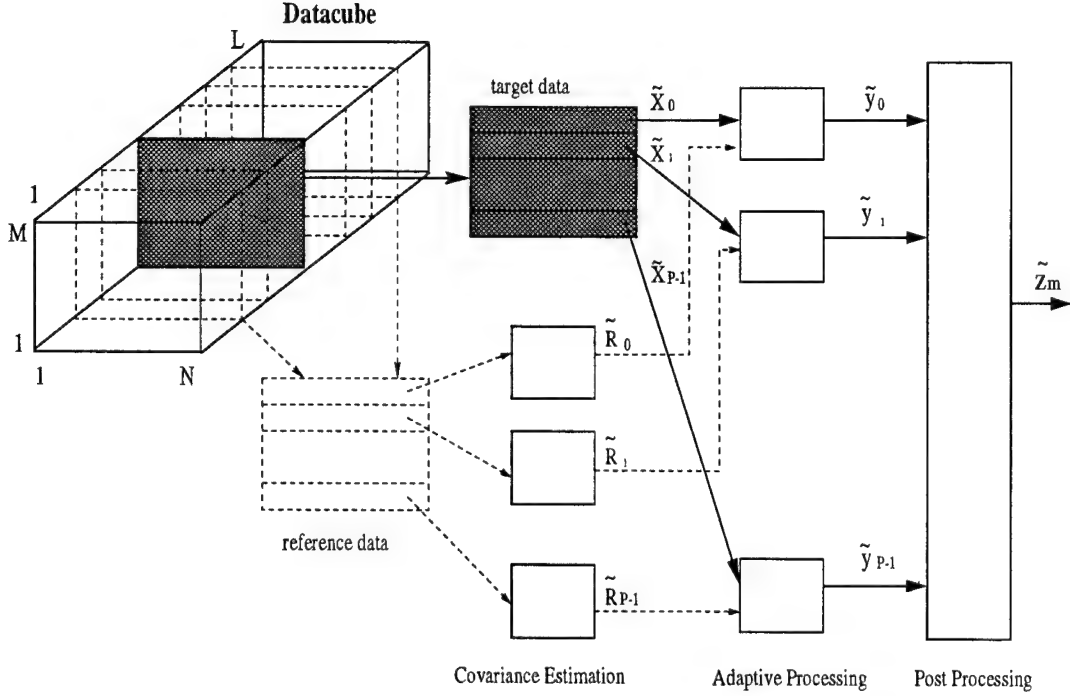 Datacube
L
target data
X̃0
ỹ0
X̃1
1
M
ỹ1
X̃P-1
Z̃m
1
1
N
R̃0
R̃1
reference data
ỹP-1
R̃P-1
Covariance Estimation
Adaptive Processing
Post Processing